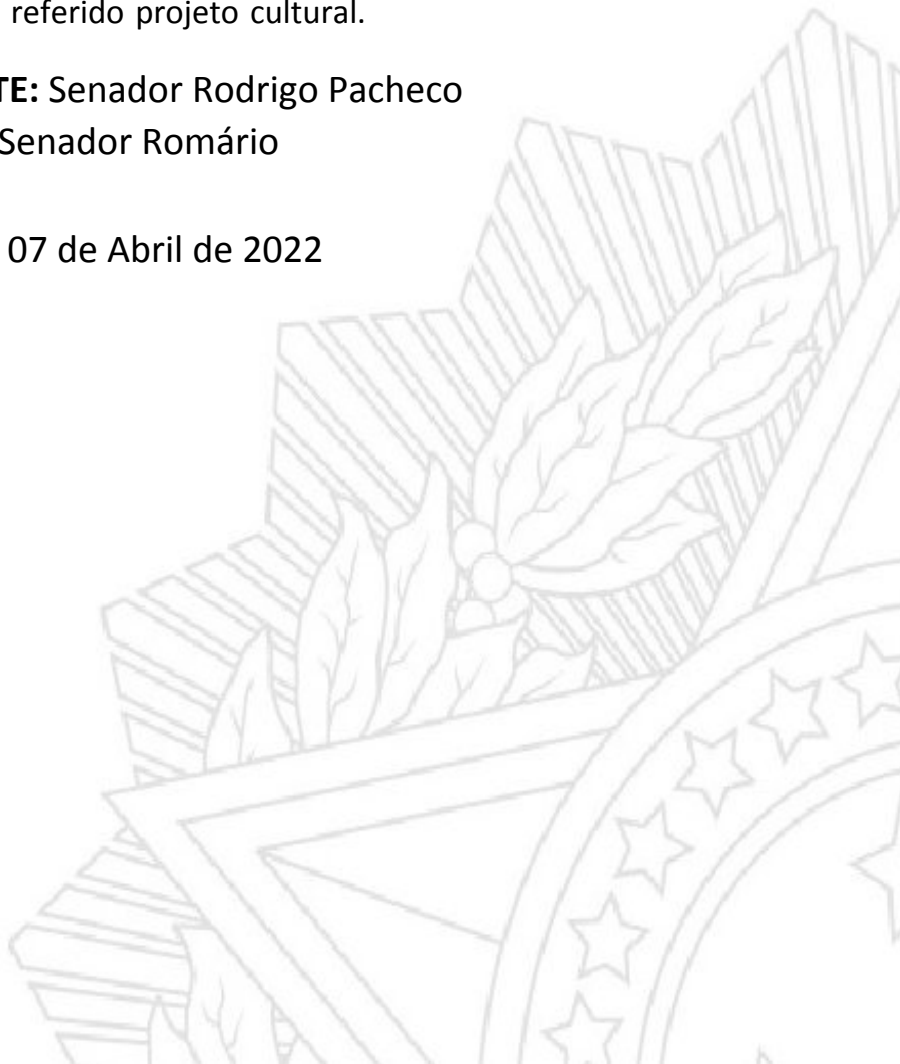 referido projeto cultural.
TE: Senador Rodrigo Pacheco
Senador Romário
07 de Abril de 2022